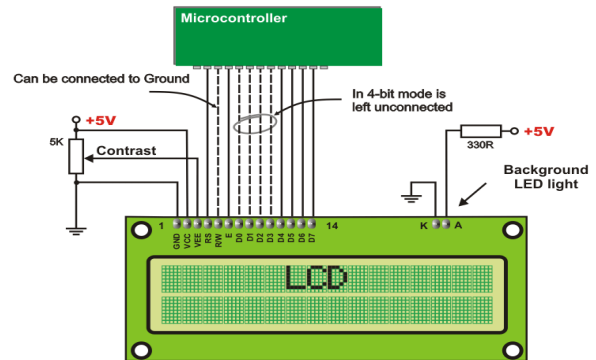 Microcontroller
Can be connected to Ground
In 4-bit mode is
left unconnected
+5V
+5V
5K
Contrast
330R
Background
LED light
1
14
K
A
GND
VCC
VEE
RS
R/W
E
D0
D1
D2
D3
D4
D5
D6
D7
LCD